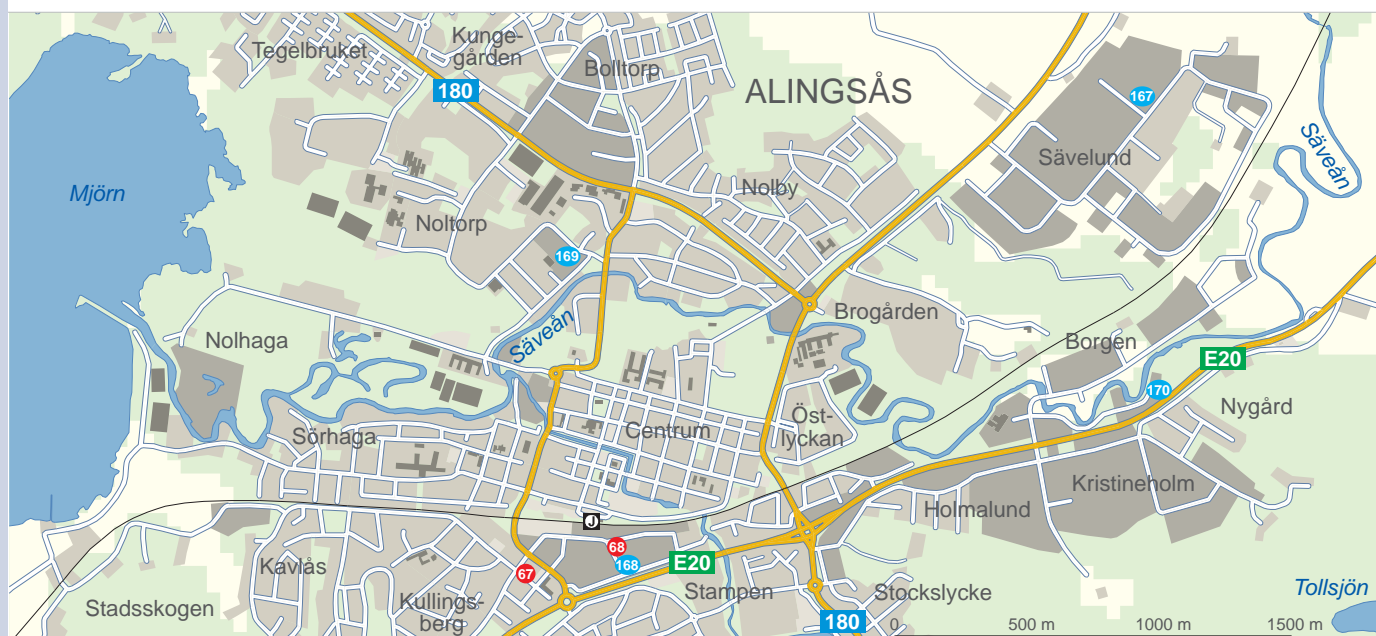 Tegelbruket
Kunge-
gården
Bolltorp
180
ALINGSÅS
167
Sävelund
Säveån
Mjörn
Nolby
Noltorp
169
Säveån
Brogården
Nolhaga
Borgen
E20
170
Nygård
Sörhaga
Centrum
Öst-
lyckan
Kristineholm
Holmalund
J
68
168
E20
67
Kavlås
Stadsskogen
Kullings-
berg
Stampen
Stockslycke
Tollsjön
180
0 500 m 1000 m 1500 m